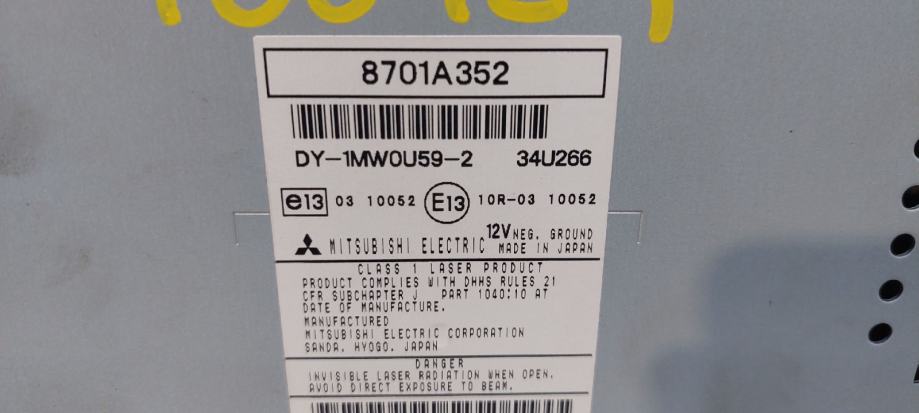 8701A352
DY-1MW0U59-2 34U266
e13 03 10052 E13 10R-03 10052
12V NEG. GROUND
MITSUBISHI ELECTRIC MADE IN JAPAN
CLASS 1 LASER PRODUCT
PRODUCT COMPLIES WITH DHHS RULES 21
CFR SUBCHAPTER J PART 1040:10 AT
DATE OF MANUFACTURE.
MANUFACTURED
MITSUBISHI ELECTRIC CORPORATION
SANDA, HYOGO, JAPAN
DANGER
INVISIBLE LASER RADIATION WHEN OPEN.
AVOID DIRECT EXPOSURE TO BEAM.